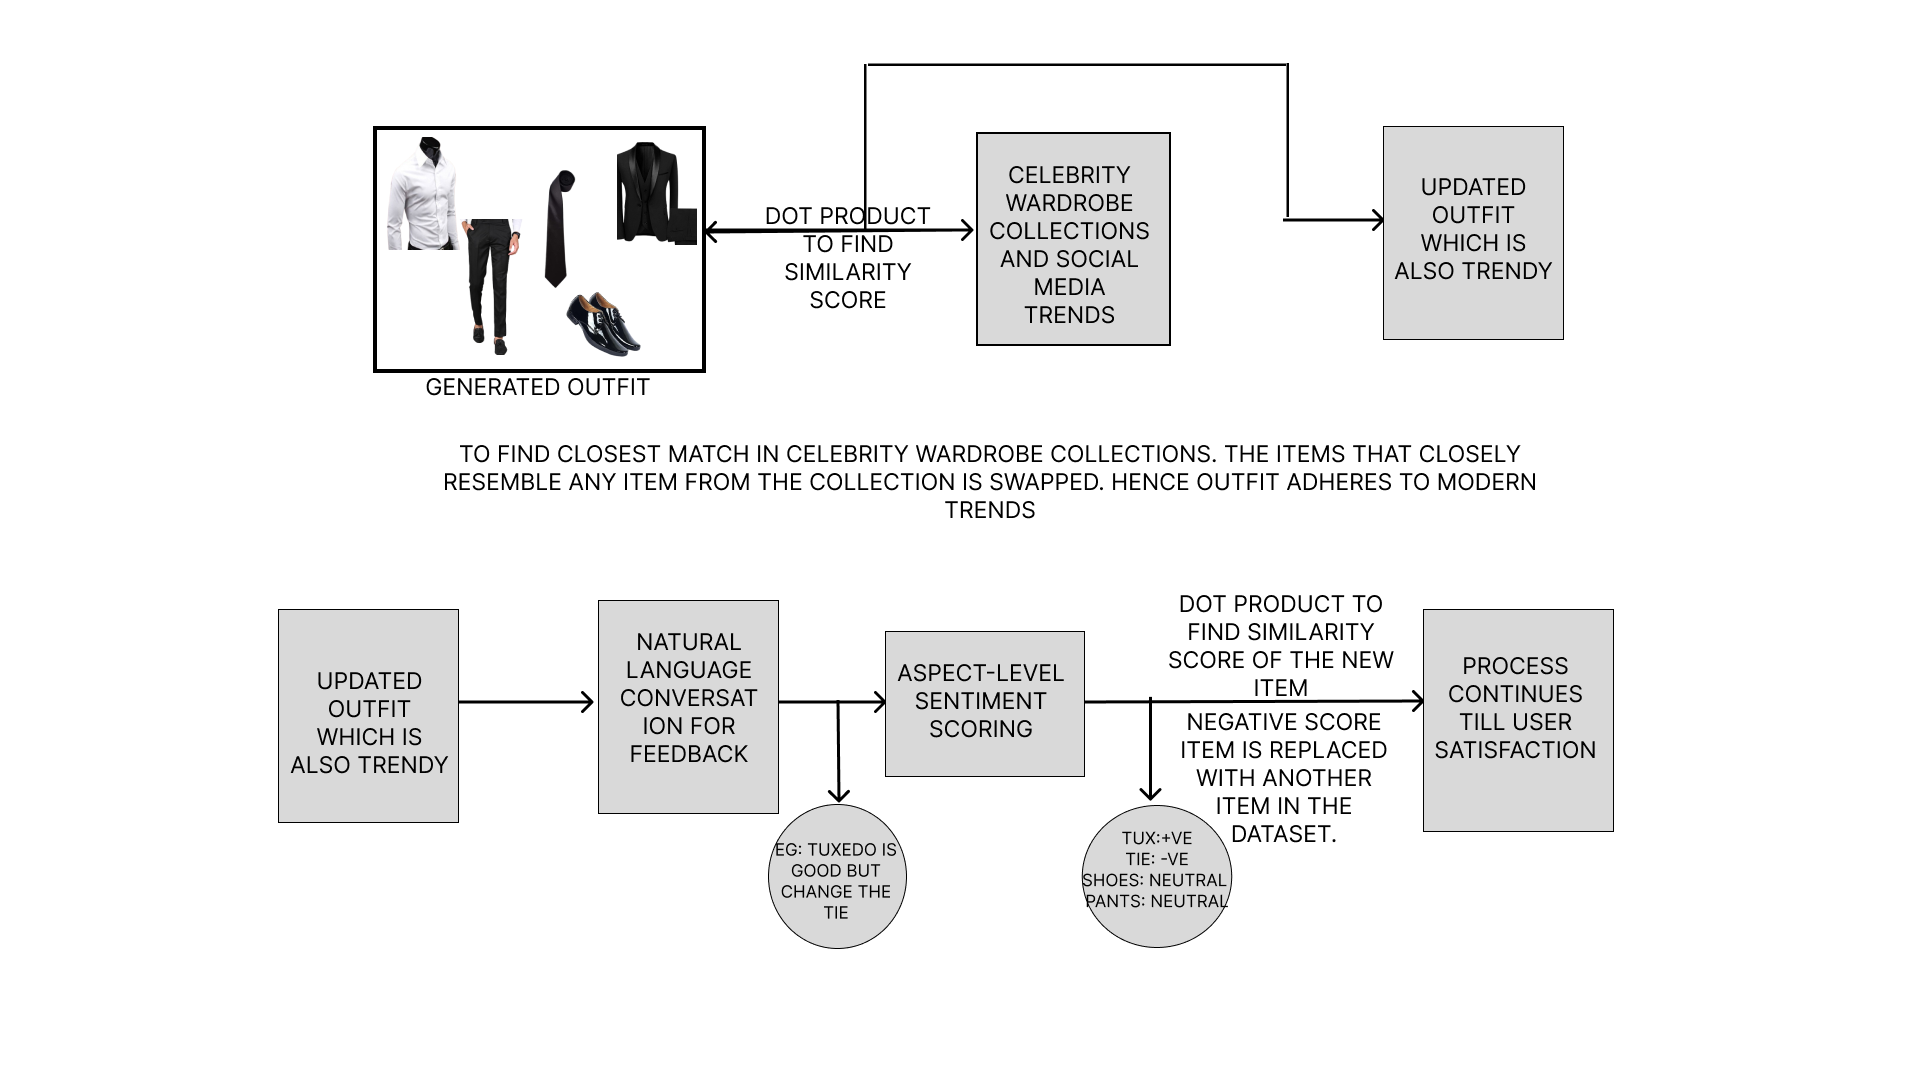 DOT PRODUCT
TO FIND
SIMILARITY
SCORE
CELEBRITY
WARDROBE
COLLECTIONS
AND SOCIAL
MEDIA
TRENDS
UPDATED
OUTFIT
WHICH IS
ALSO TRENDY
GENERATED OUTFIT
TO FIND CLOSEST MATCH IN CELEBRITY WARDROBE COLLECTIONS. THE ITEMS THAT CLOSELY
RESEMBLE ANY ITEM FROM THE COLLECTION IS SWAPPED. HENCE OUTFIT ADHERES TO MODERN
TRENDS
UPDATED
OUTFIT
WHICH IS
ALSO TRENDY
NATURAL
LANGUAGE
CONVERSAT
ION FOR
FEEDBACK
EG: TUXEDO IS
GOOD BUT
CHANGE THE
TIE
ASPECT-LEVEL
SENTIMENT
SCORING
DOT PRODUCT TO
FIND SIMILARITY
SCORE OF THE NEW
ITEM
NEGATIVE SCORE
ITEM IS REPLACED
WITH ANOTHER
ITEM IN THE
DATASET.
TUX:+VE
TIE: -VE
SHOES: NEUTRAL
PANTS: NEUTRAL
PROCESS
CONTINUES
TILL USER
SATISFACTION